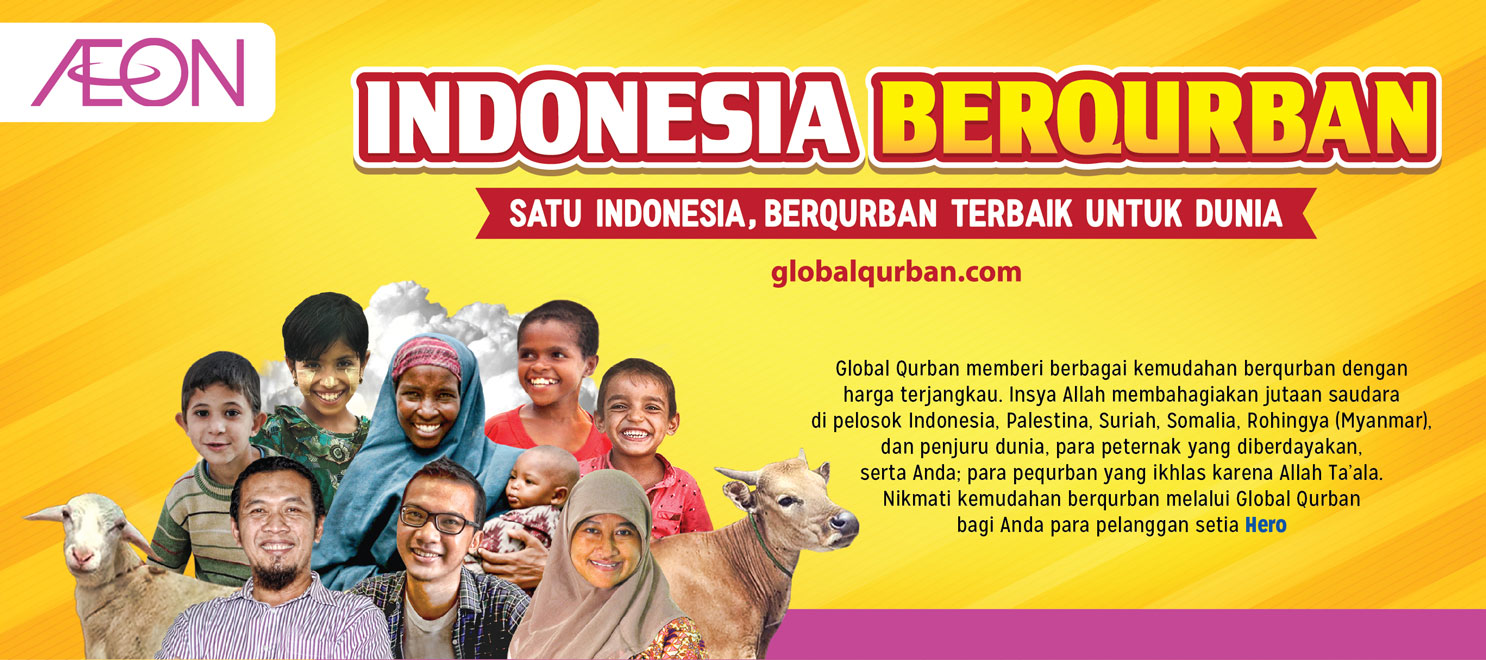 ÆON
INDONESIA BERQURBAN
SATU INDONESIA, BERQURBAN TERBAIK UNTUK DUNIA
globalqurban.com
Global Qurban memberi berbagai kemudahan berqurban dengan
harga terjangkau. Insya Allah membahagiakan jutaan saudara
di pelosok Indonesia, Palestina, Suriah, Somalia, Rohingya (Myanmar),
dan penjuru dunia, para peternak yang diberdayakan,
serta Anda; para pequrban yang ikhlas karena Allah Ta'ala.
Nikmati kemudahan berqurban melalui Global Qurban
bagi Anda para pelanggan setia Hero